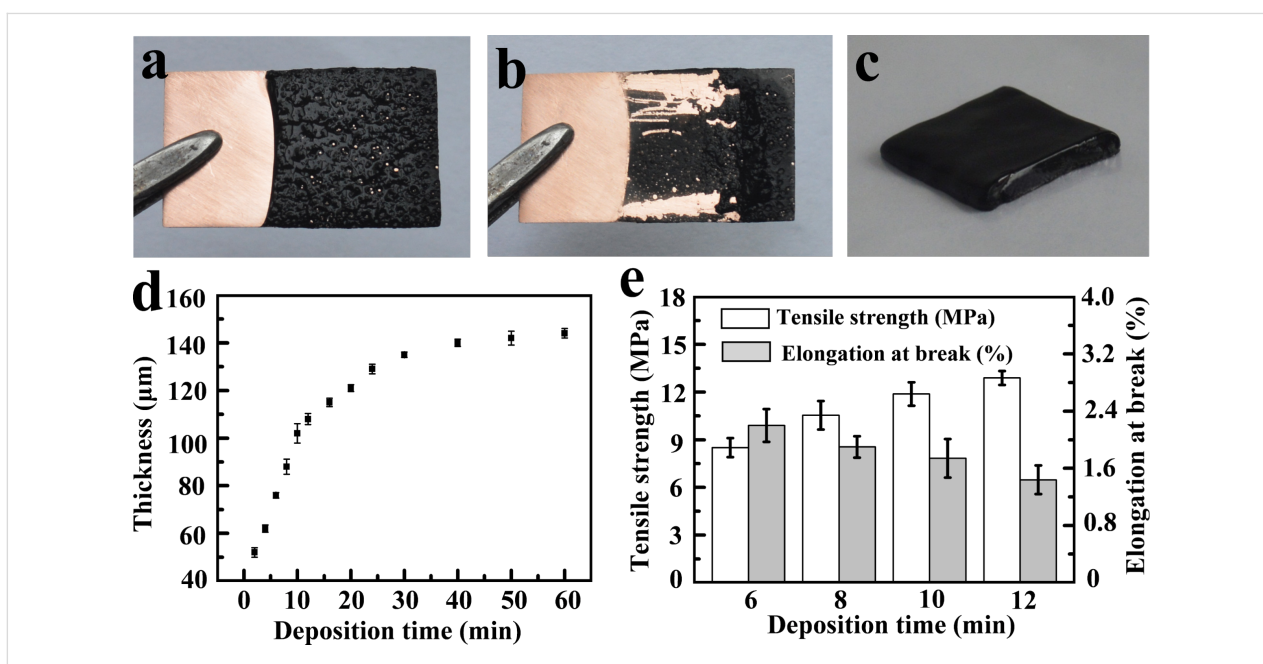 a
b
c
d
160
140
120
100
80
60
40
Thickness (μm)
0 10 20 30 40 50 60
Deposition time (min)
e
18
15
12
9
6
3
0
Tensile strength (MPa)
Tensile strength (MPa)
Elongation at break (%)
4.0
3.2
2.4
1.6
0.8
0
Elongation at break (%)
6 8 10 12
Deposition time (min)